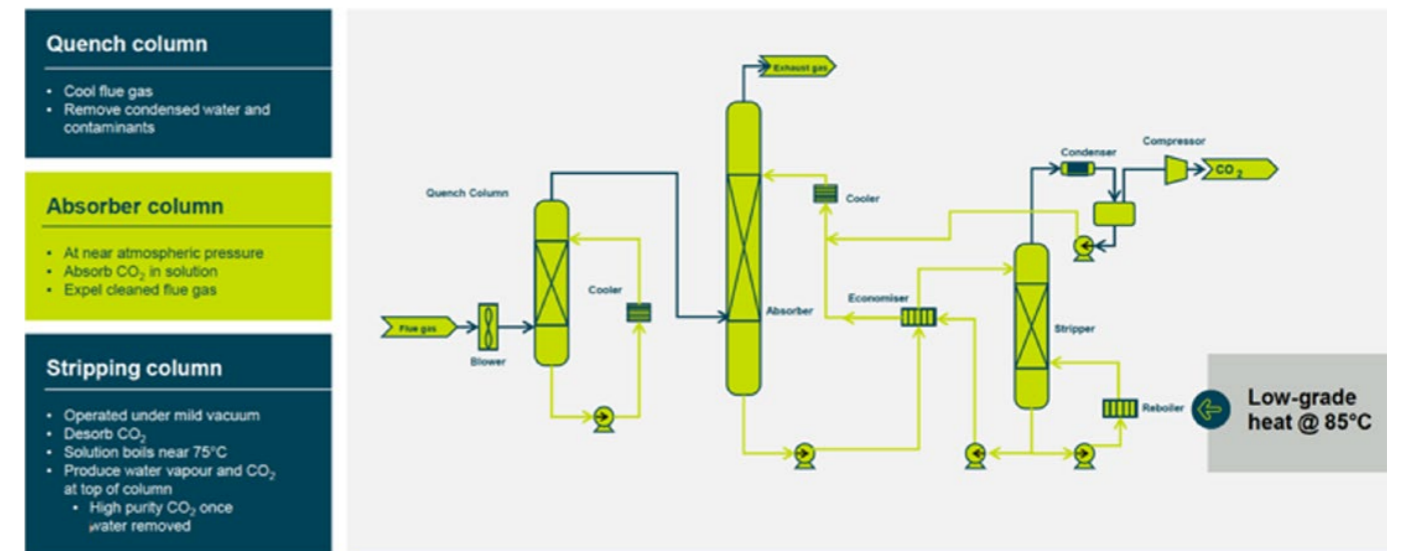 Quench column
• Cool flue gas
• Remove condensed water and
contaminants
Absorber column
• At near atmospheric pressure
• Absorb CO₂ in solution
• Expel cleaned flue gas
Stripping column
• Operated under mild vacuum
• Desorb CO₂
• Solution boils near 75°C
• Produce water vapour and CO₂
at top of column
• High purity CO₂ once
water removed
Exhaust gas
Compressor
Condenser
CO₂
Quench Column
Cooler
Cooler
Economiser
Absorber
Stripper
Flue gas
Blower
Reboiler
Low-grade
heat @ 85°C